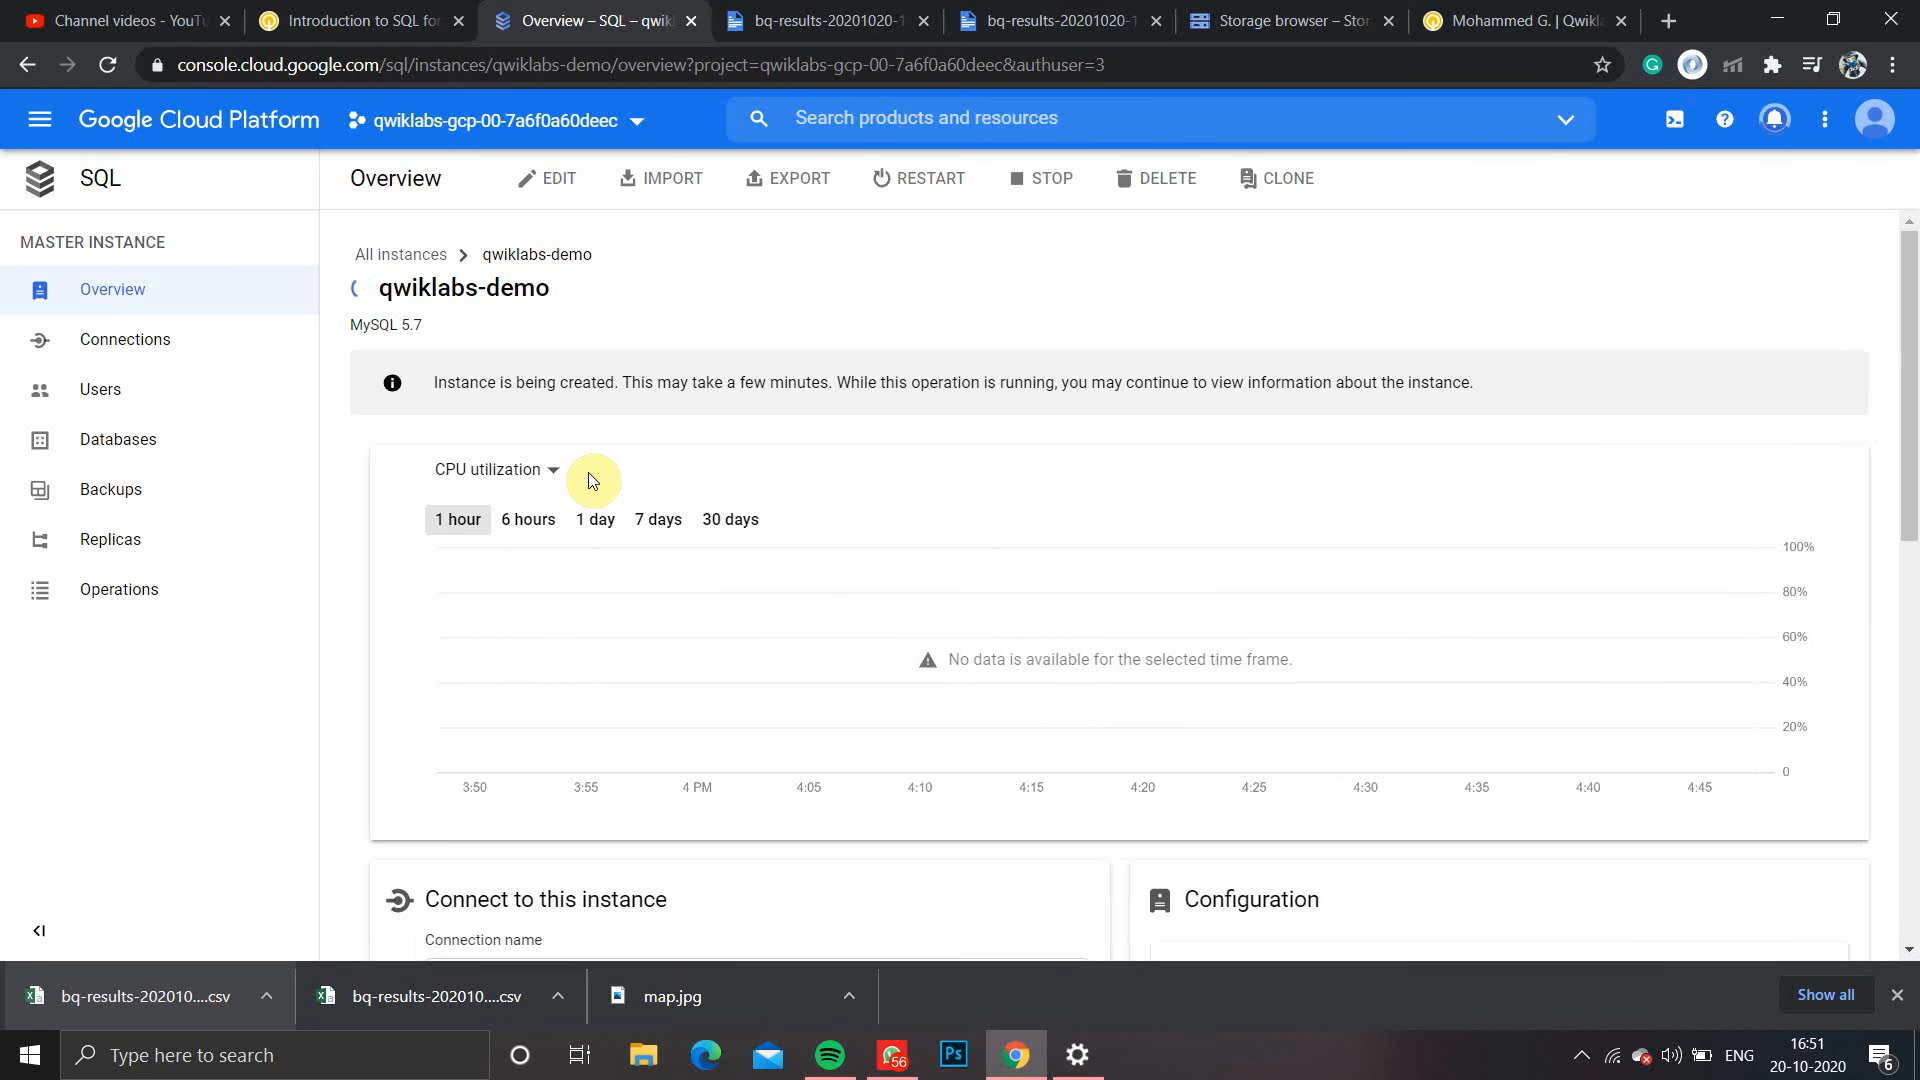 Channel videos - YouTu
Introduction to SQL for
Overview – SQL – qwikl
bq-results-20201020-1
bq-results-20201020-1
Storage browser – Stor
Mohammed G. | Qwikla
console.cloud.google.com/sql/instances/qwiklabs-demo/overview?project=qwiklabs-gcp-00-7a6f0a60deec&authuser=3
Google Cloud Platform
qwiklabs-gcp-00-7a6f0a60deec
Search products and resources
SQL
Overview
EDIT
IMPORT
EXPORT
RESTART
STOP
DELETE
CLONE
MASTER INSTANCE
Overview
Connections
Users
Databases
Backups
Replicas
Operations
All instances
qwiklabs-demo
qwiklabs-demo
MySQL 5.7
Instance is being created. This may take a few minutes. While this operation is running, you may continue to view information about the instance.
CPU utilization
1 hour
6 hours
1 day
7 days
30 days
100%
80%
60%
No data is available for the selected time frame.
40%
20%
0
3:50
3:55
4 PM
4:05
4:10
4:15
4:20
4:25
4:30
4:35
4:40
4:45
Connect to this instance
Connection name
Configuration
bq-results-202010....csv
bq-results-202010....csv
map.jpg
Show all
Type here to search
56
Ps
ENG
16:51
20-10-2020
6